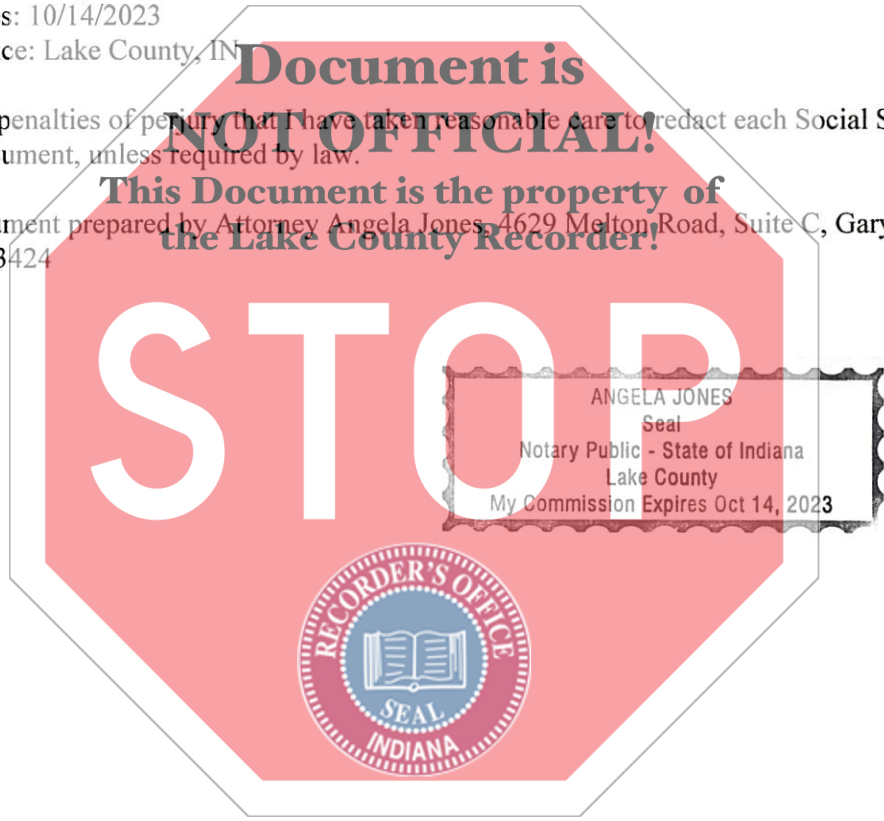 s: 10/14/2023
ce: Lake County, IN
Document is
penalties of perjury that I have taken reasonable care to redact each Social S
NOT OFFICIAL!
ument, unless required by law.
This Document is the property of
ument prepared by Attorney Angela Jones, 4629 Melton Road, Suite C, Gary
the Lake County Recorder!
3424
STOP
ANGELA JONES
Seal
Notary Public - State of Indiana
Lake County
My Commission Expires Oct 14, 2023
RECORDER'S OFFICE
SEAL
INDIANA